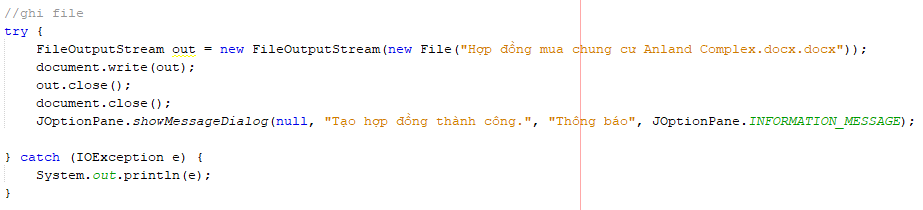 //ghi file
try {
    FileOutputStream out = new FileOutputStream(new File("Hợp đồng mua chung cư Anland Complex.docx.docx"));
    document.write(out);
    out.close();
    document.close();
    JOptionPane.showMessageDialog(null, "Tạo hợp đồng thành công.", "Thông báo", JOptionPane.INFORMATION_MESSAGE);
} catch (IOException e) {
    System.out.println(e);
}